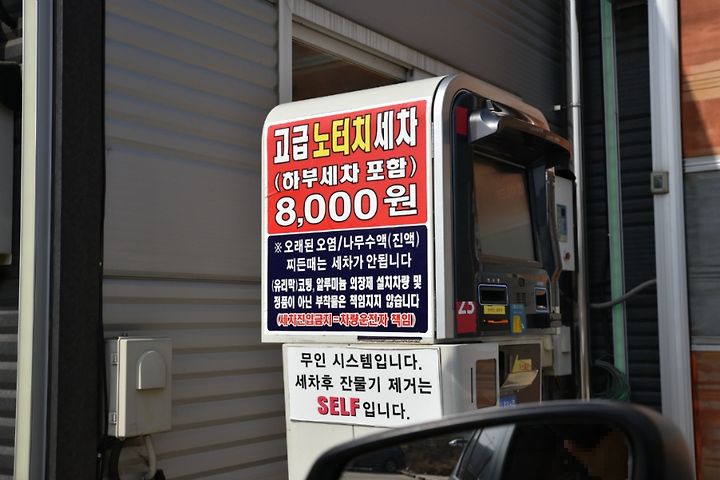 고급 노터치 세차
(하부세차 포함)
8,000원
※ 오래된 오염/나무수액(진액)
찌든때는 세차가 안됩니다
(유리막)코팅, 알루미늄 외장제 설치차량 및
정품이 아닌 부착물은 책임지지 않습니다
(세차진입금지=차량운전자 책임)
23
무인 시스템입니다.
세차후 잔물기 제거는
SELF입니다.